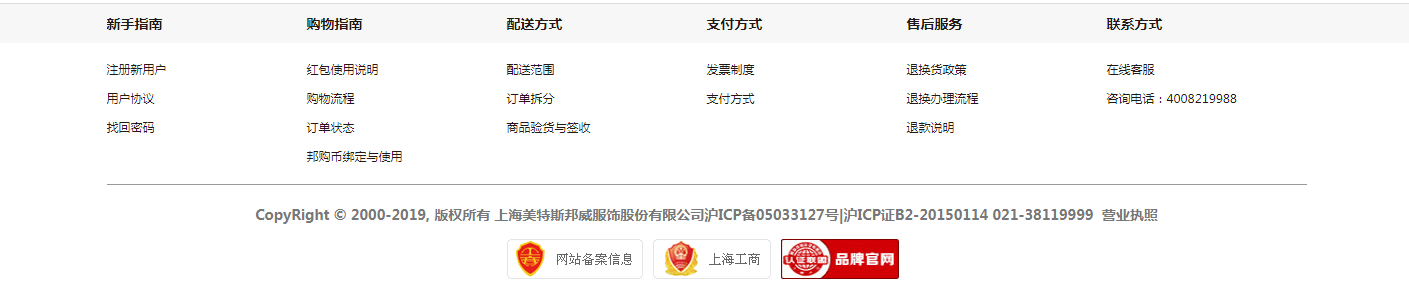 新手指南 购物指南 配送方式 支付方式 售后服务 联系方式
注册新用户 红包使用说明 配送范围 发票制度 退换货政策 在线客服
用户协议 购物流程 订单拆分 支付方式 退换办理流程 咨询电话：4008219988
找回密码 订单状态 商品验货与签收 退款说明
邦购币绑定与使用
CopyRight © 2000-2019, 版权所有 上海美特斯邦威服饰股份有限公司沪ICP备05033127号|沪ICP证B2-20150114 021-38119999 营业执照
网站备案信息 上海工商 认证联盟 品牌官网